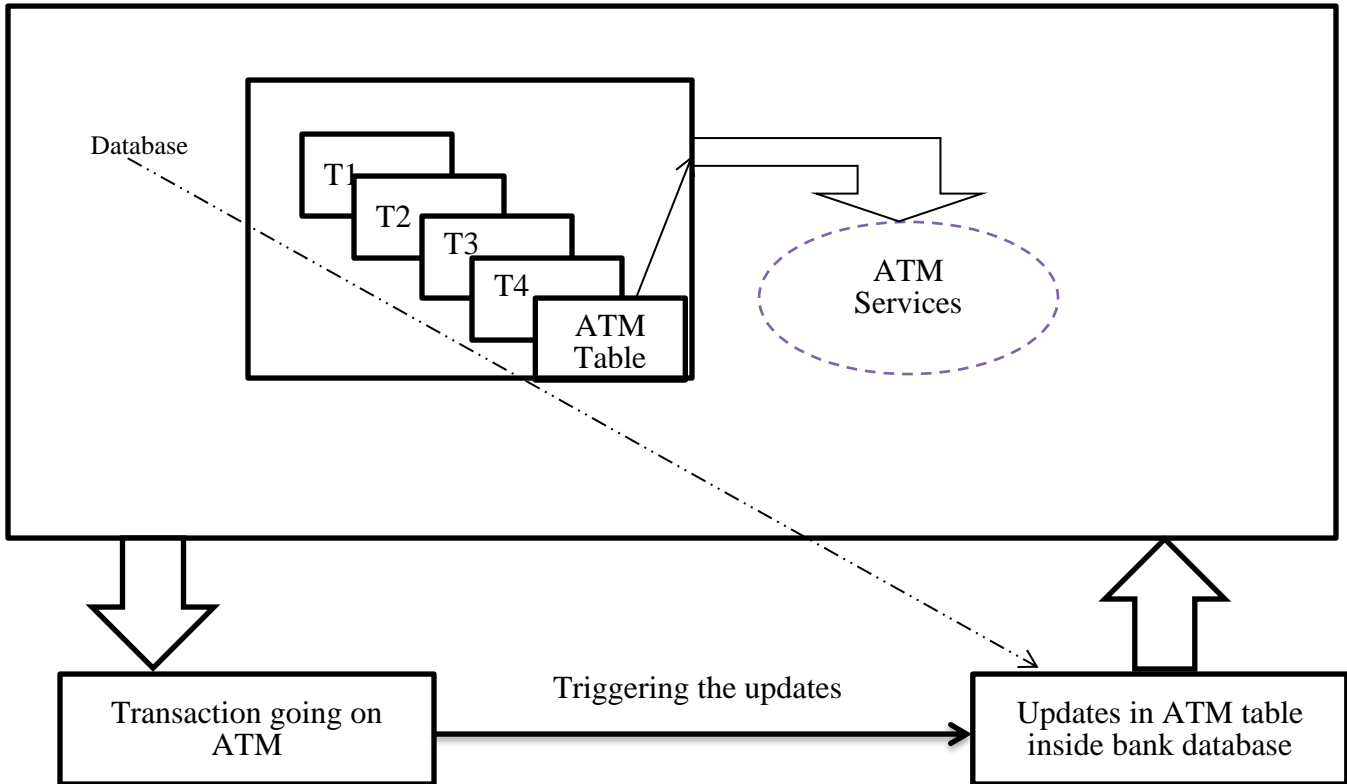 Database
T1
T2
T3
T4
ATM
Table
ATM
Services
Transaction going on
ATM
Triggering the updates
Updates in ATM table
inside bank database